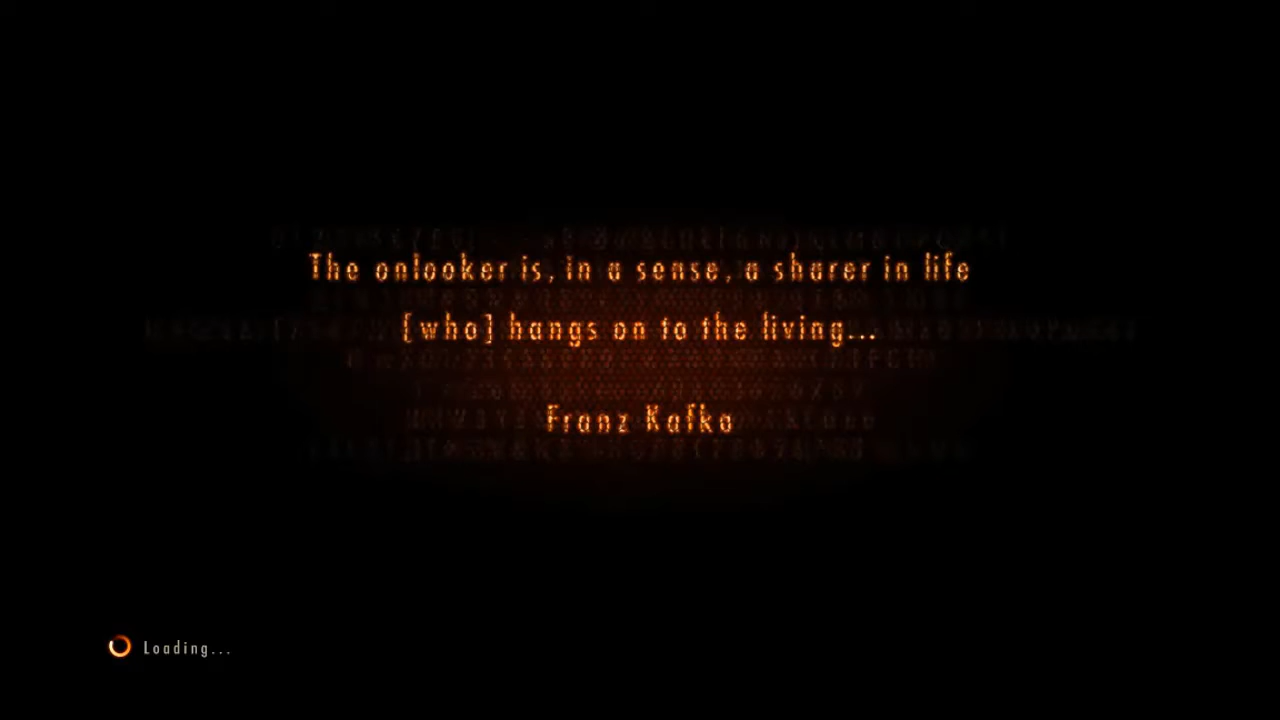 The onlooker is, in a sense, a sharer in life
[who] hangs on to the living...
Franz Kafka
Loading...